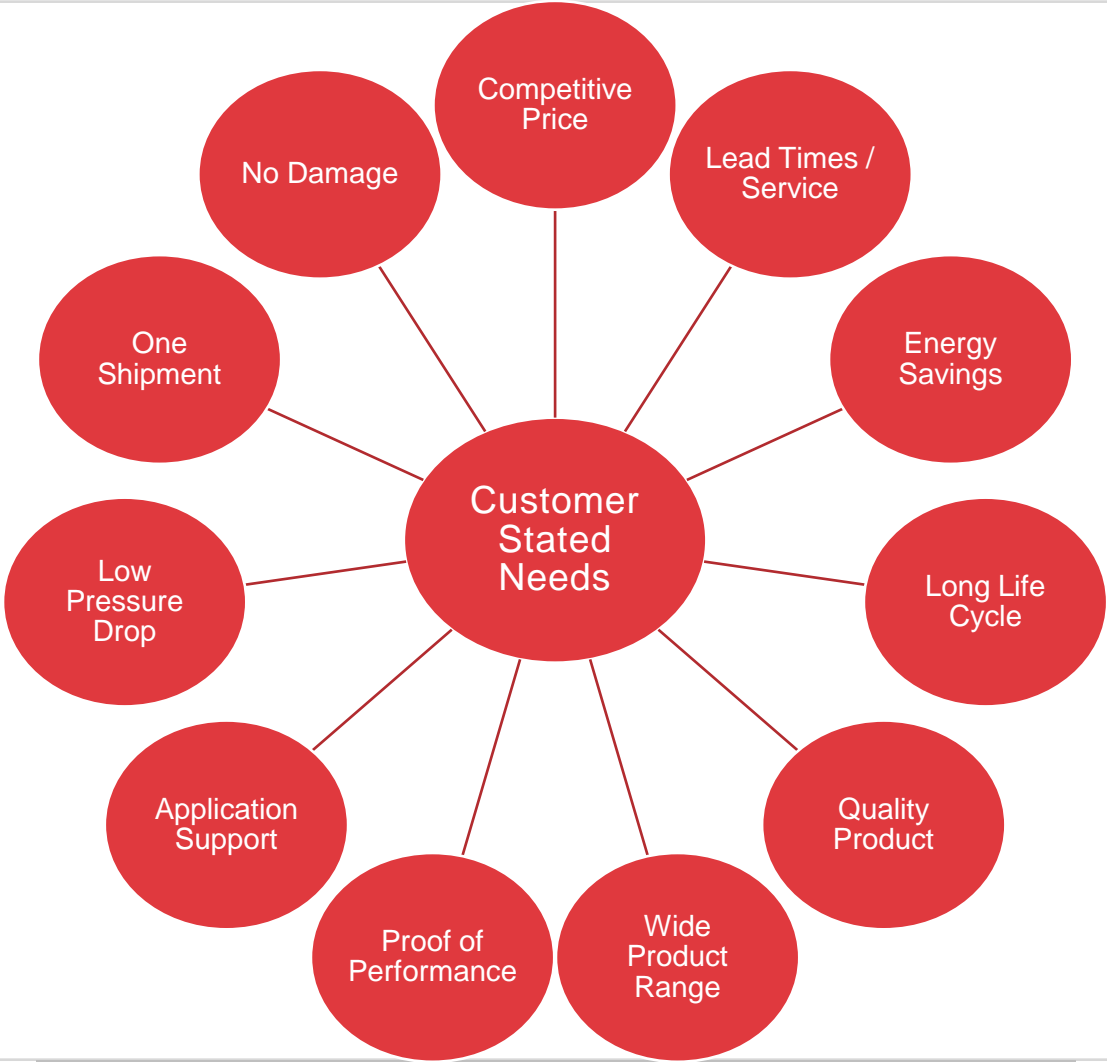 Competitive
Price
Lead Times /
Service
Energy
Savings
Long Life
Cycle
Quality
Product
Wide
Product
Range
Proof of
Performance
Application
Support
Low
Pressure
Drop
One
Shipment
No Damage
Customer
Stated
Needs